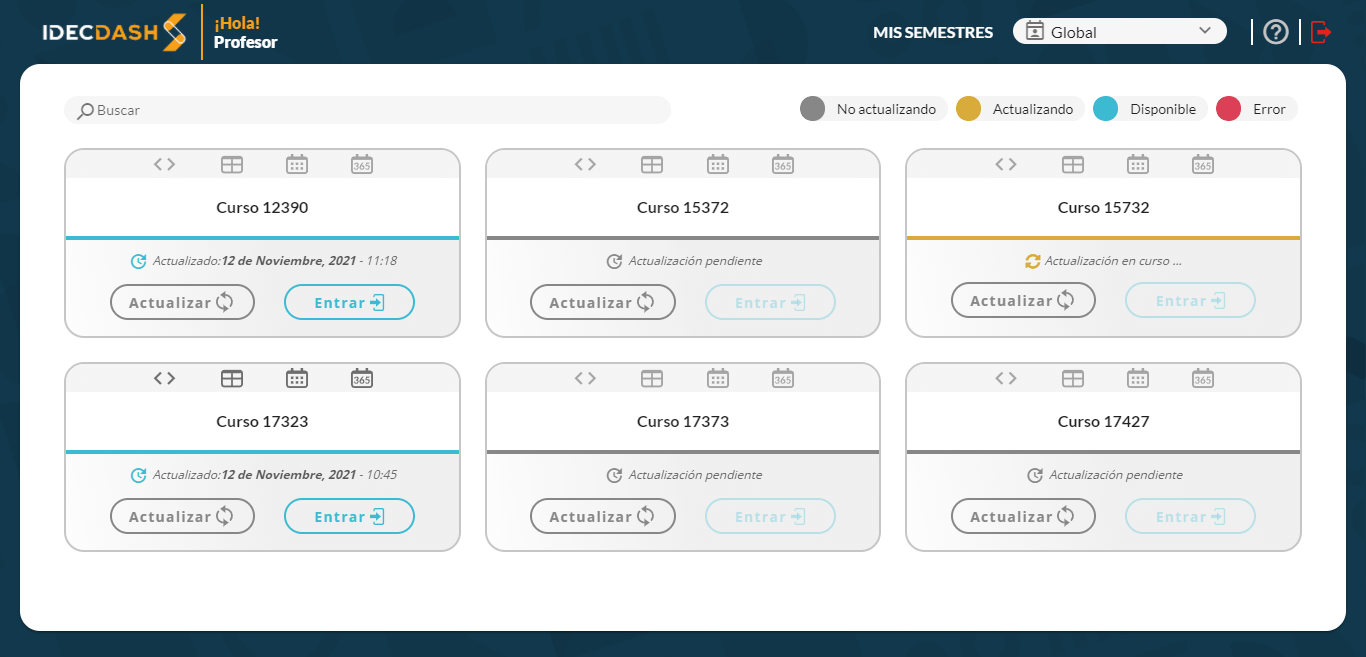 IDECDASH
¡Hola!
Profesor
MIS SEMESTRES
Global
Buscar
No actualizando
Actualizando
Disponible
Error
365
365
365
Curso 12390
Curso 15372
Curso 15732
Actualizado:12 de Noviembre, 2021 - 11:18
Actualización pendiente
Actualización en curso ...
Actualizar
Entrar
Actualizar
Entrar
Actualizar
Entrar
365
365
365
Curso 17323
Curso 17373
Curso 17427
Actualizado:12 de Noviembre, 2021 - 10:45
Actualización pendiente
Actualización pendiente
Actualizar
Entrar
Actualizar
Entrar
Actualizar
Entrar